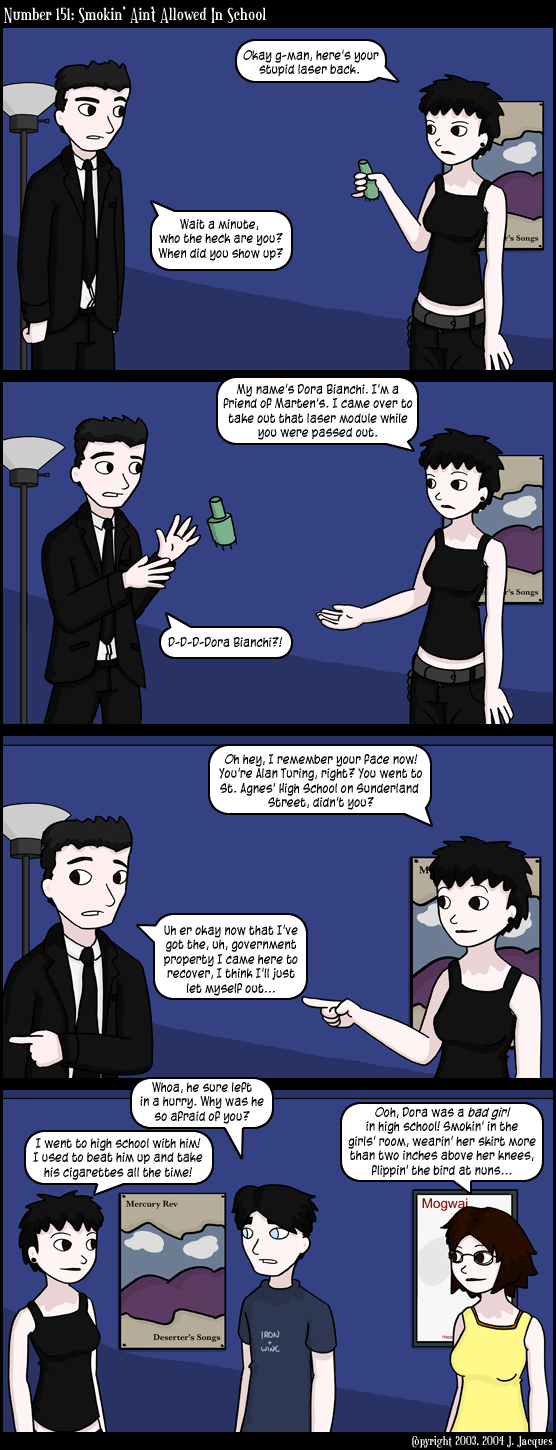 Number 151: Smokin' Ain't Allowed In School
Okay g-man, here's your
stupid laser back.
Wait a minute,
who the heck are you?
When did you show up?
r's Songs
My name's Dora Bianchi. I'm a
friend of Marten's. I came over to
take out that laser module while
you were passed out.
D-D-D-Dora Bianchi?!
r's Songs
Oh hey, I remember your face now!
You're Alan Turing, right? You went to
St. Agnes' High School on Sunderland
Street, didn't you?
M
Uh er okay now that I've
got the, uh, government
property I came here to
recover, I think I'll just
let myself out...
Whoa, he sure left
in a hurry. Why was he
so afraid of you?
I went to high school with him!
I used to beat him up and take
his cigarettes all the time!
Ooh, Dora was a bad girl
in high school! Smokin' in the
girls' room, wearin' her skirt more
than two inches above her knees,
flippin' the bird at nuns...
Mercury Rev
Deserter's Songs
IRON
+
WINE
Mogwai
Copyright 2003, 2004 J. Jacques